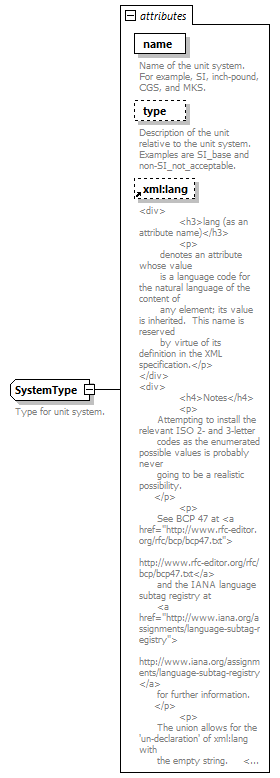 attributes
name
Name of the unit system.
For example, SI, inch-pound,
CGS, and MKS.
type
Description of the unit
relative to the unit system.
Examples are SI_base and
non-SI_not_acceptable.
xml:lang
<div>
<h3>lang (as an
attribute name)</h3>
<p>
denotes an attribute
whose value
is a language code for
the natural language of the
content of
any element; its value
is inherited.  This name is
reserved
by virtue of its
definition in the XML
specification.</p>
</div>
<div>
<h4>Notes</h4>
<p>
Attempting to install the
relevant ISO 2- and 3-letter
codes as the enumerated
possible values is probably
never
going to be a realistic
possibility.
</p>
<p>
See BCP 47 at <a
href="http://www.rfc-editor.
org/rfc/bcp/bcp47.txt">
http://www.rfc-editor.org/rfc/
bcp/bcp47.txt</a>
and the IANA language
subtag registry at
<a
href="http://www.iana.org/a
ssignments/language-subtag-r
egistry">
http://www.iana.org/assignm
ents/language-subtag-registry
</a>
for further information.
</p>
<p>
The union allows for the
'un-declaration' of xml:lang
with
the empty string.     <...
SystemType
Type for unit system.